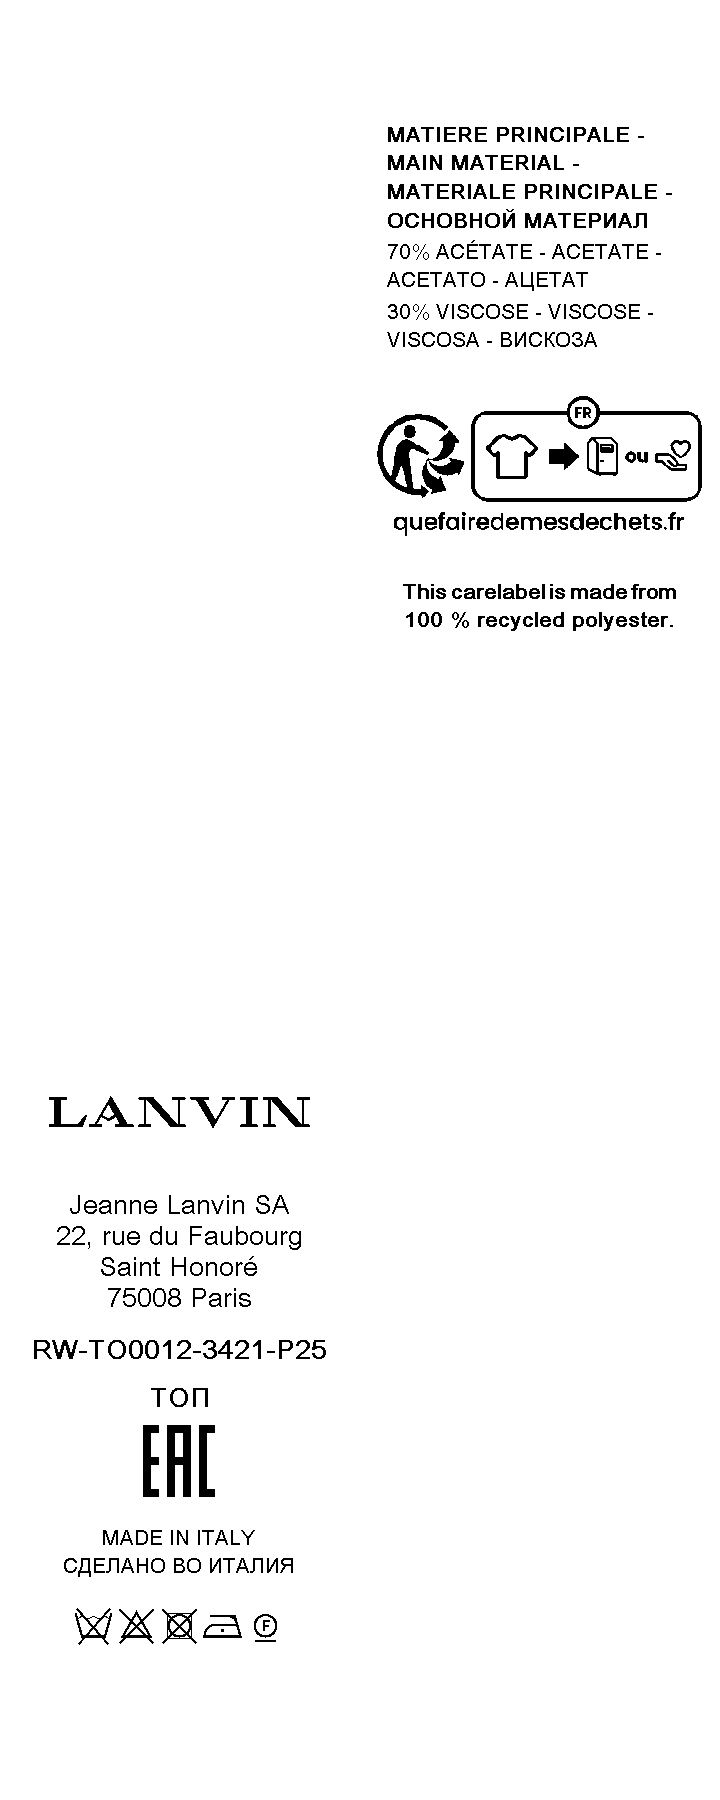 MATIERE PRINCIPALE -
MAIN MATERIAL -
MATERIALE PRINCIPALE -
ОСНОВНОЙ МАТЕРИАЛ
70% ACÉTATE - ACETATE -
ACETATO - АЦЕТАТ
30% VISCOSE - VISCOSE -
VISCOSA - ВИСКОЗА
FR
ou
quefairedemesdechets.fr
This carelabel is made from
100 % recycled polyester.
LANVIN
Jeanne Lanvin SA
22, rue du Faubourg
Saint Honoré
75008 Paris
RW-TO0012-3421-P25
ТОП
EAC
MADE IN ITALY
СДЕЛАНО ВО ИТАЛИЯ
F